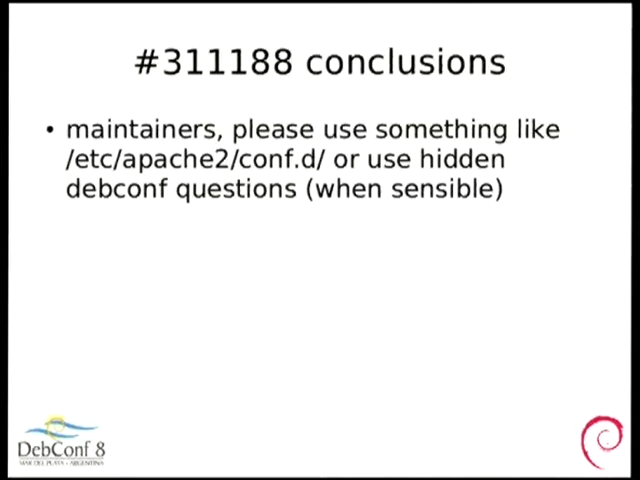 #311188 conclusions
• maintainers, please use something like
/etc/apache2/conf.d/ or use hidden
debconf questions (when sensible)
DebConf 8
MAR DEL PLATA - ARGENTINA